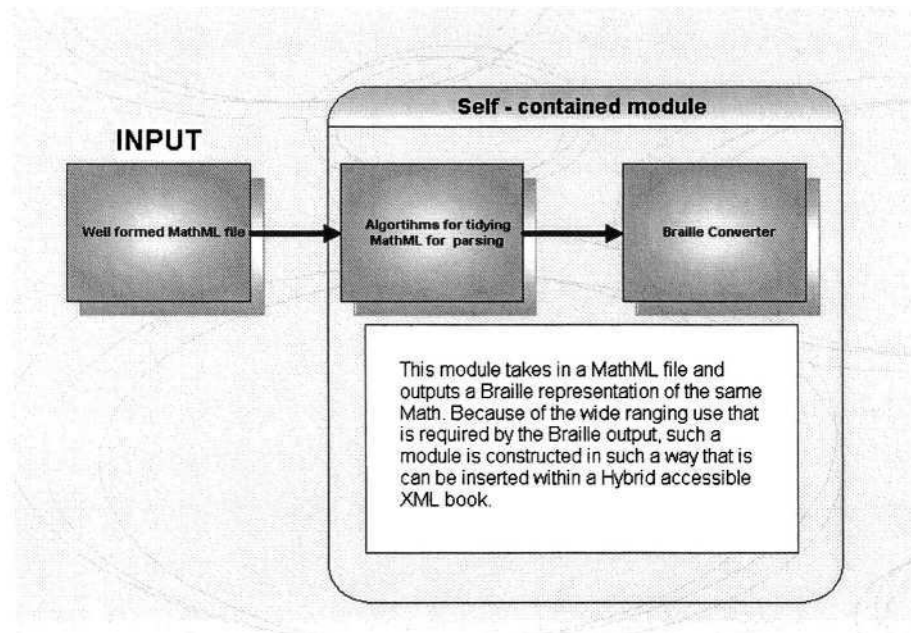 Self - contained module
INPUT
Well formed MathML file
Algortihms for tidying
MathML for parsing
Braille Converter
This module takes in a MathML file and
outputs a Braille representation of the same
Math. Because of the wide ranging use that
is required by the Braille output, such a
module is constructed in such a way that is
can be inserted within a Hybrid accessible
XML book.